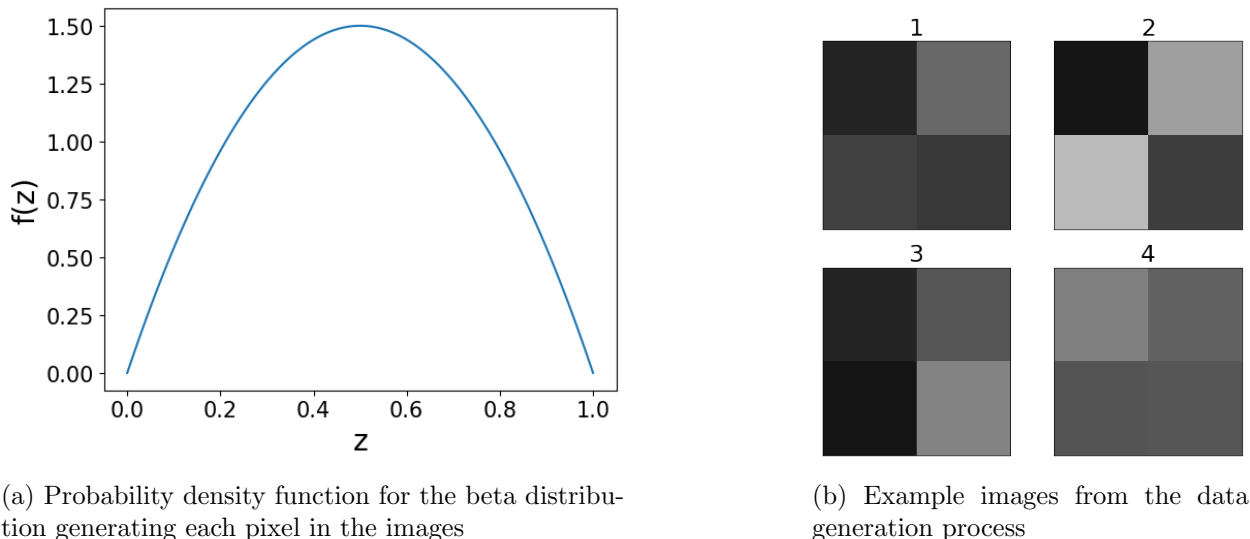 1.50
1.25
1.00
0.75
0.50
0.25
0.00
f(z)
0.0 0.2 0.4 0.6 0.8 1.0
z
(a) Probability density function for the beta distribu-
tion generating each pixel in the images
1 2
3 4
(b) Example images from the data
generation process